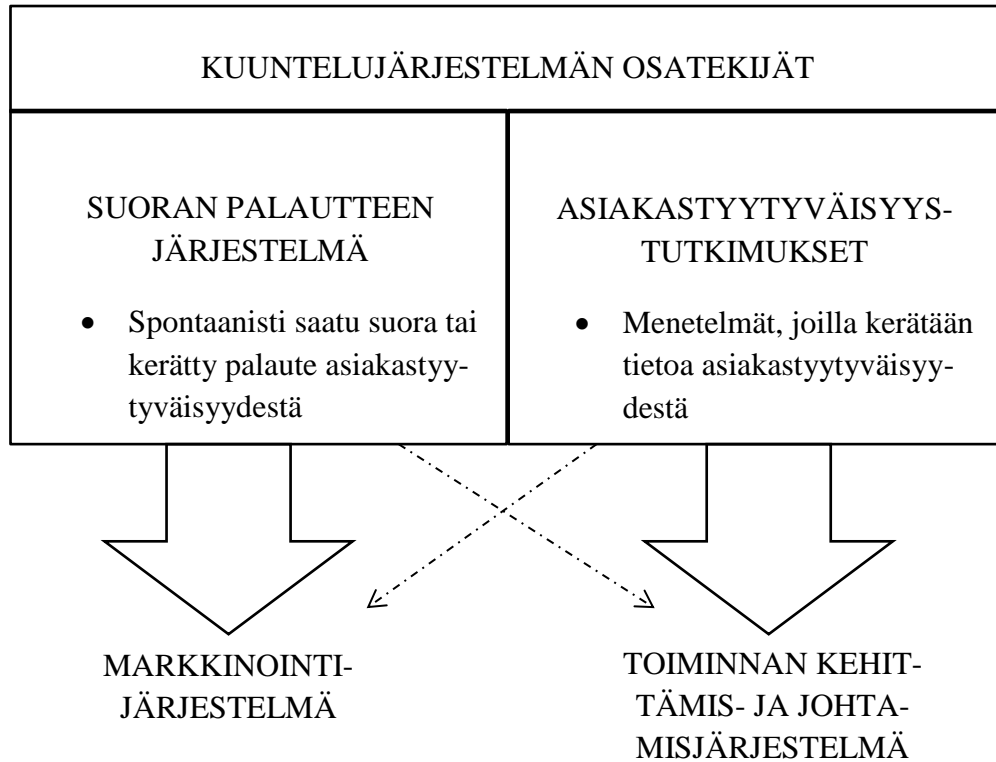 KUUNTELUJÄRJESTELMÄN OSATEKIJÄT
SUORAN PALAUTTEEN
JÄRJESTELMÄ
• Spontaanisti saatu suora tai
kerätty palaute asiakastyy-
tyväisyydestä
ASIAKASTYYTYVÄISYYS-
TUTKIMUKSET
• Menetelmät, joilla kerätään
tietoa asiakastyytyväisyy-
destä
MARKKINOINTI-
JÄRJESTELMÄ
TOIMINNAN KEHIT-
TÄMIS- JA JOHTA-
MISJÄRJESTELMÄ